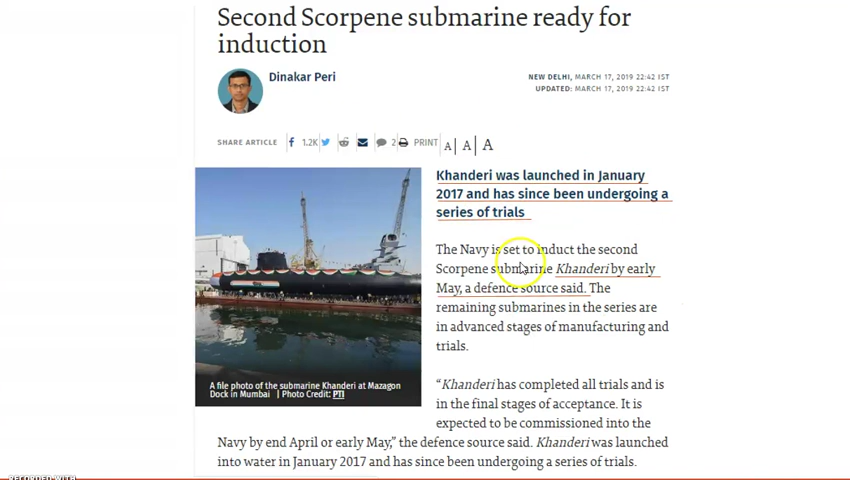 Second Scorpene submarine ready for
induction
Dinakar Peri
NEW DELHI, MARCH 17, 2019 22:42 IST
UPDATED: MARCH 17, 2019 22:42 IST
SHARE ARTICLE 1.2K 2 PRINT A A A
Khanderi was launched in January
2017 and has since been undergoing a
series of trials
The Navy is set to induct the second
Scorpene submarine Khanderi by early
May, a defence source said. The
remaining submarines in the series are
in advanced stages of manufacturing and
trials.
A file photo of the submarine Khanderi at Mazagon
Dock in Mumbai | Photo Credit: PTI
“Khanderi has completed all trials and is
in the final stages of acceptance. It is
expected to be commissioned into the
Navy by end April or early May,” the defence source said. Khanderi was launched
into water in January 2017 and has since been undergoing a series of trials.
RECORDED WITH